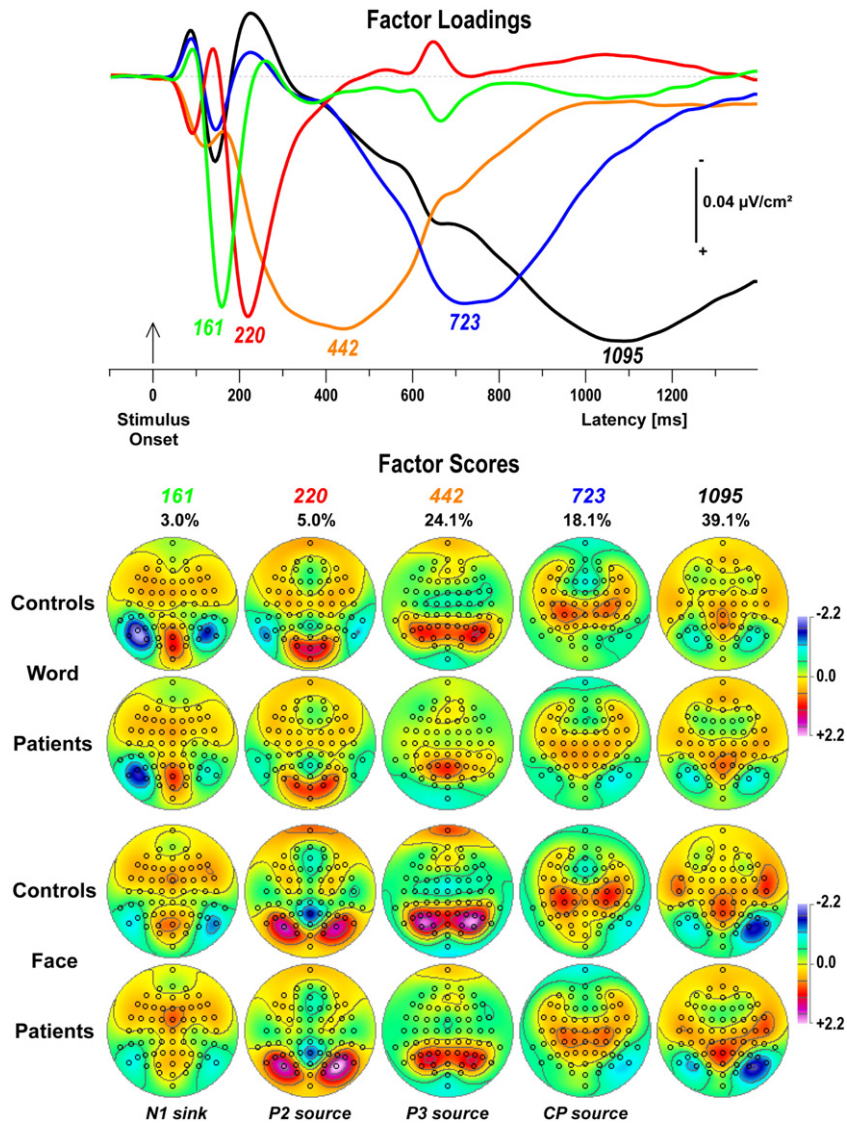 Factor Loadings
-
0.04 µV/cm²
+
161
220
442
723
1095
0
200
400
600
800
1000
1200
Stimulus
Onset
Latency [ms]
Factor Scores
161
220
442
723
1095
3.0%
5.0%
24.1%
18.1%
39.1%
Controls
Word
Patients
-2.2
0.0
+2.2
Controls
Face
Patients
-2.2
0.0
+2.2
N1 sink
P2 source
P3 source
CP source